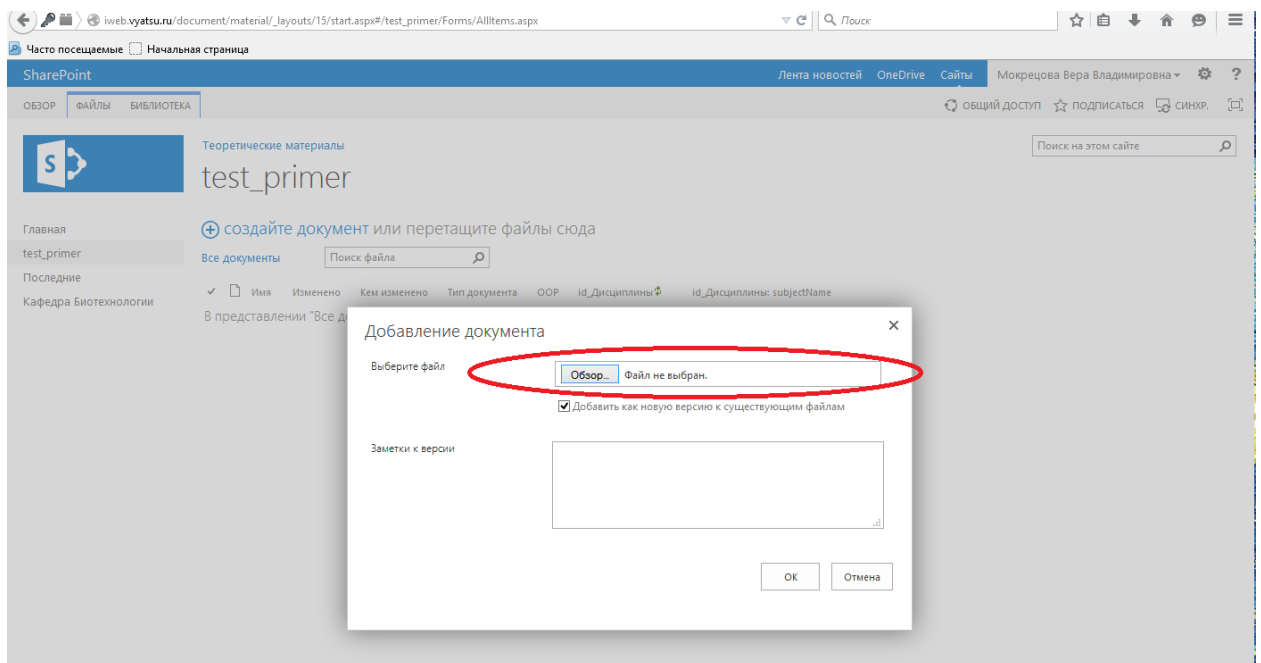 iweb.vyatsu.ru/document/material/_layouts/15/start.aspx#/test_primer/Forms/AllItems.aspx
Поиск
Часто посещаемые Начальная страница
SharePoint Лента новостей OneDrive Сайты Мокрецова Вера Владимировна ?
ОБЗОР ФАЙЛЫ БИБЛИОТЕКА ОБЩИЙ ДОСТУП ПОДПИСАТЬСЯ СИНХР.
S
Теоретические материалы
Поиск на этом сайте
test_primer
Главная
test_primer
Последние
Кафедра Биотехнологии
создайте документ или перетащите файлы сюда
Все документы Поиск файла
Имя Изменено Кем изменено Тип документа ООР id_Дисциплины id_Дисциплины: subjectName
В представлении "Все
Добавление документа
Выберите файл Обзор... Файл не выбран.
Добавить как новую версию к существующим файлам
Заметки к версии
ОК Отмена